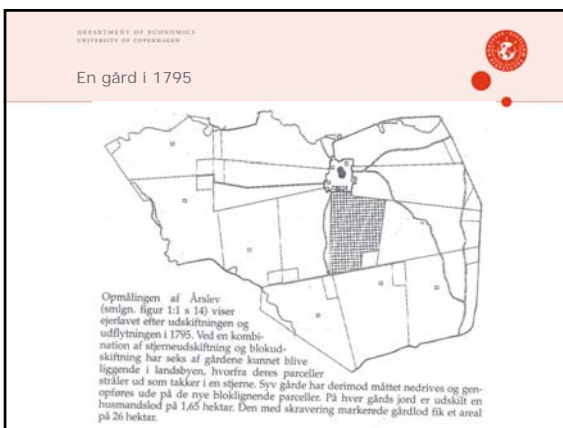 DEPARTMENT OF ECONOMICS
UNIVERSITY OF COPENHAGEN
En gård i 1795
Opmålingen af Årslev
(smlgn. figur 1:1 s 14) viser
ejerlavet efter udskiftningen og
udflytningen i 1795. Ved en kombi-
nation af stjerneudskiftning og blokud-
skiftning har seks af gårdene kunnet blive
liggende i landsbyen, hvorfra deres parceller
stråler ud som takker i en stjerne. Syv gårde har derimod måttet nedrives og gen-
opføres ude på de nye blokliggende parceller. På hver gårds jord er udskilt en
husmandslod på 1,65 hektar. Den med skravering markerede gårdlod fik et areal
på 26 hektar.